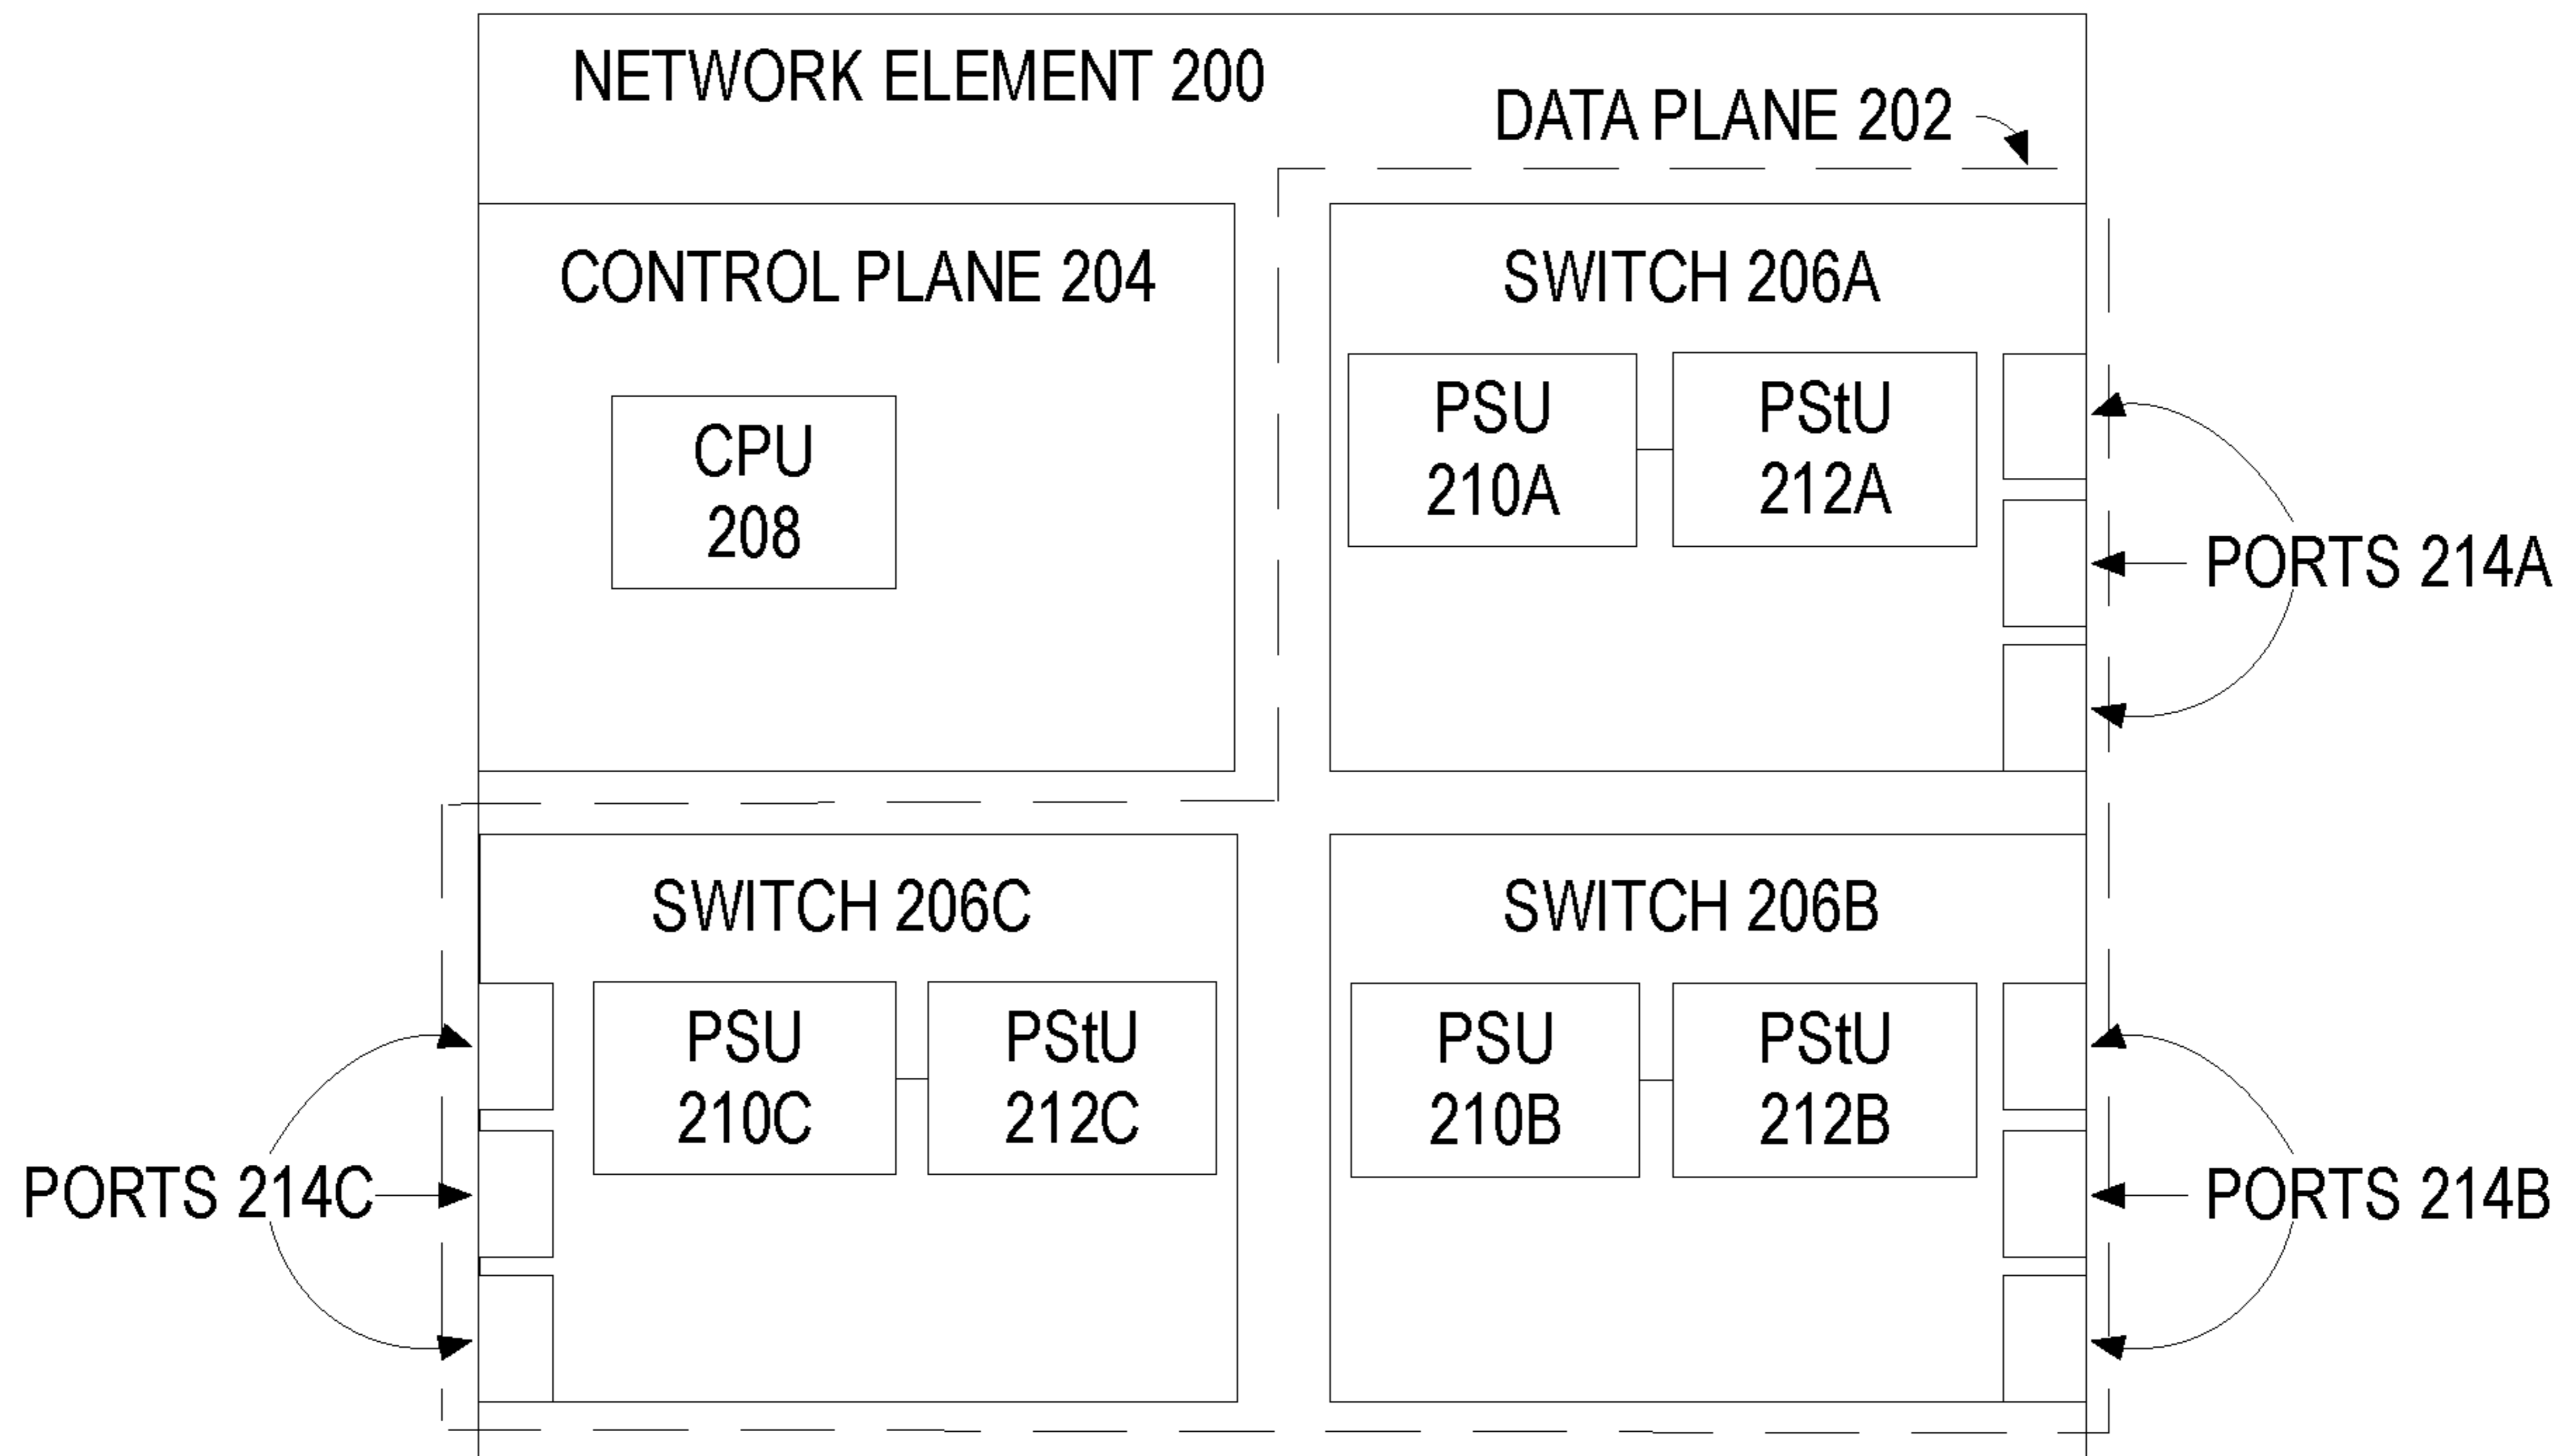 NETWORK ELEMENT 200
DATA PLANE 202
CONTROL PLANE 204
CPU
208
SWITCH 206A
PSU
210A
PStU
212A
PORTS 214A
SWITCH 206C
PSU
210C
PStU
212C
PORTS 214C
SWITCH 206B
PSU
210B
PStU
212B
PORTS 214B